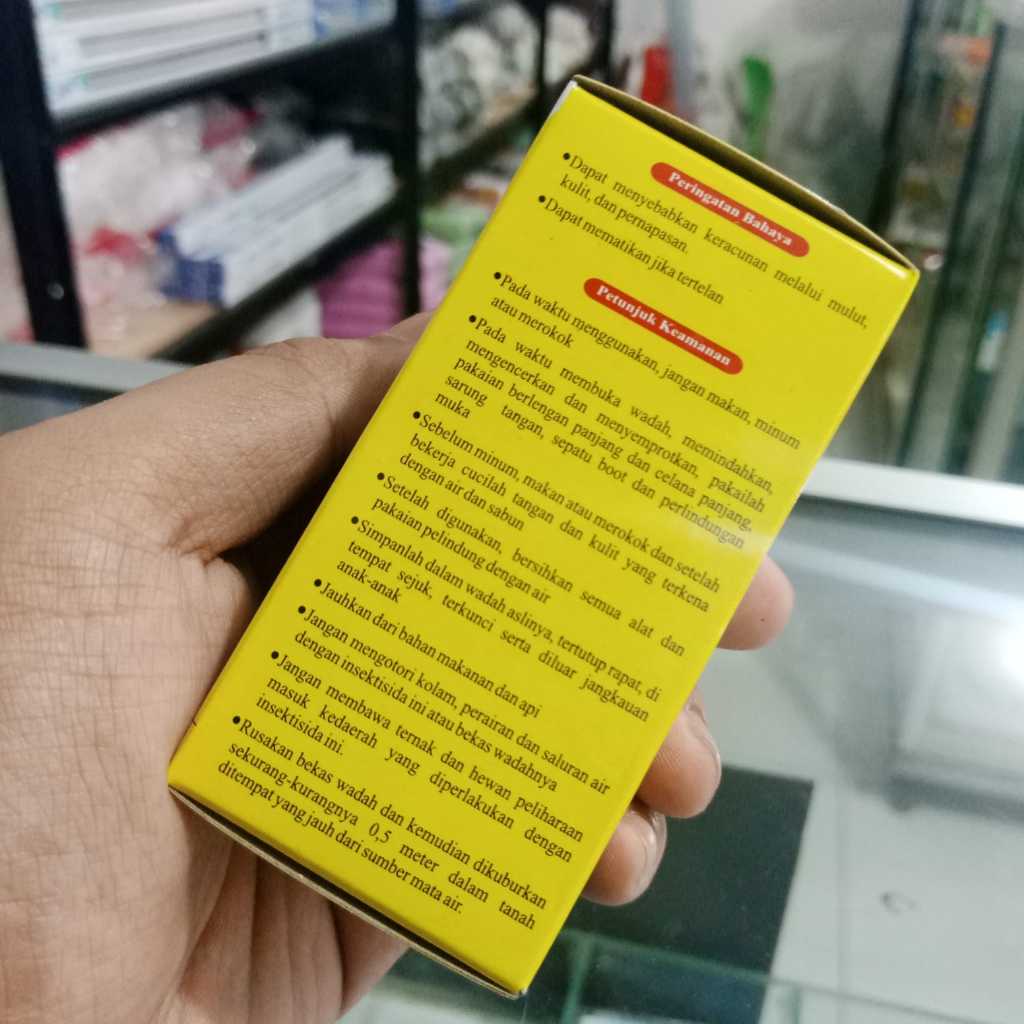 Peringatan Bahaya
•Dapat menyebabkan keracunan melalui mulut,
kulit, dan pernapasan.
•Dapat mematikan jika tertelan
Petunjuk Keamanan
•Pada waktu menggunakan, jangan makan, minum
atau merokok
•Pada waktu membuka wadah, memindahkan,
mengencerkan dan menyemprotkan, pakailah
pakaian berlengan panjang dan celana panjang,
sarung tangan, sepatu boot dan perlindungan
muka
•Sebelum minum, makan atau merokok dan setelah
bekerja cucilah tangan dan kulit yang terkena
dengan air dan sabun
•Setelah digunakan, bersihkan semua alat dan
pakaian pelindung dengan air
•Simpanlah dalam wadah aslinya, tertutup rapat, di
tempat sejuk, terkunci serta diluar jangkauan
anak-anak
•Jauhkan dari bahan makanan dan api
•Jangan mengotori kolam, perairan dan saluran air
dengan insektisida ini atau bekas wadahnya
•Jangan membawa ternak dan hewan peliharaan
masuk kedaerah yang diperlakukan dengan
insektisida ini.
•Rusakan bekas wadah dan kemudian dikuburkan
sekurang-kurangnya 0,5 meter dalam tanah
ditempat yang jauh dari sumber mata air.